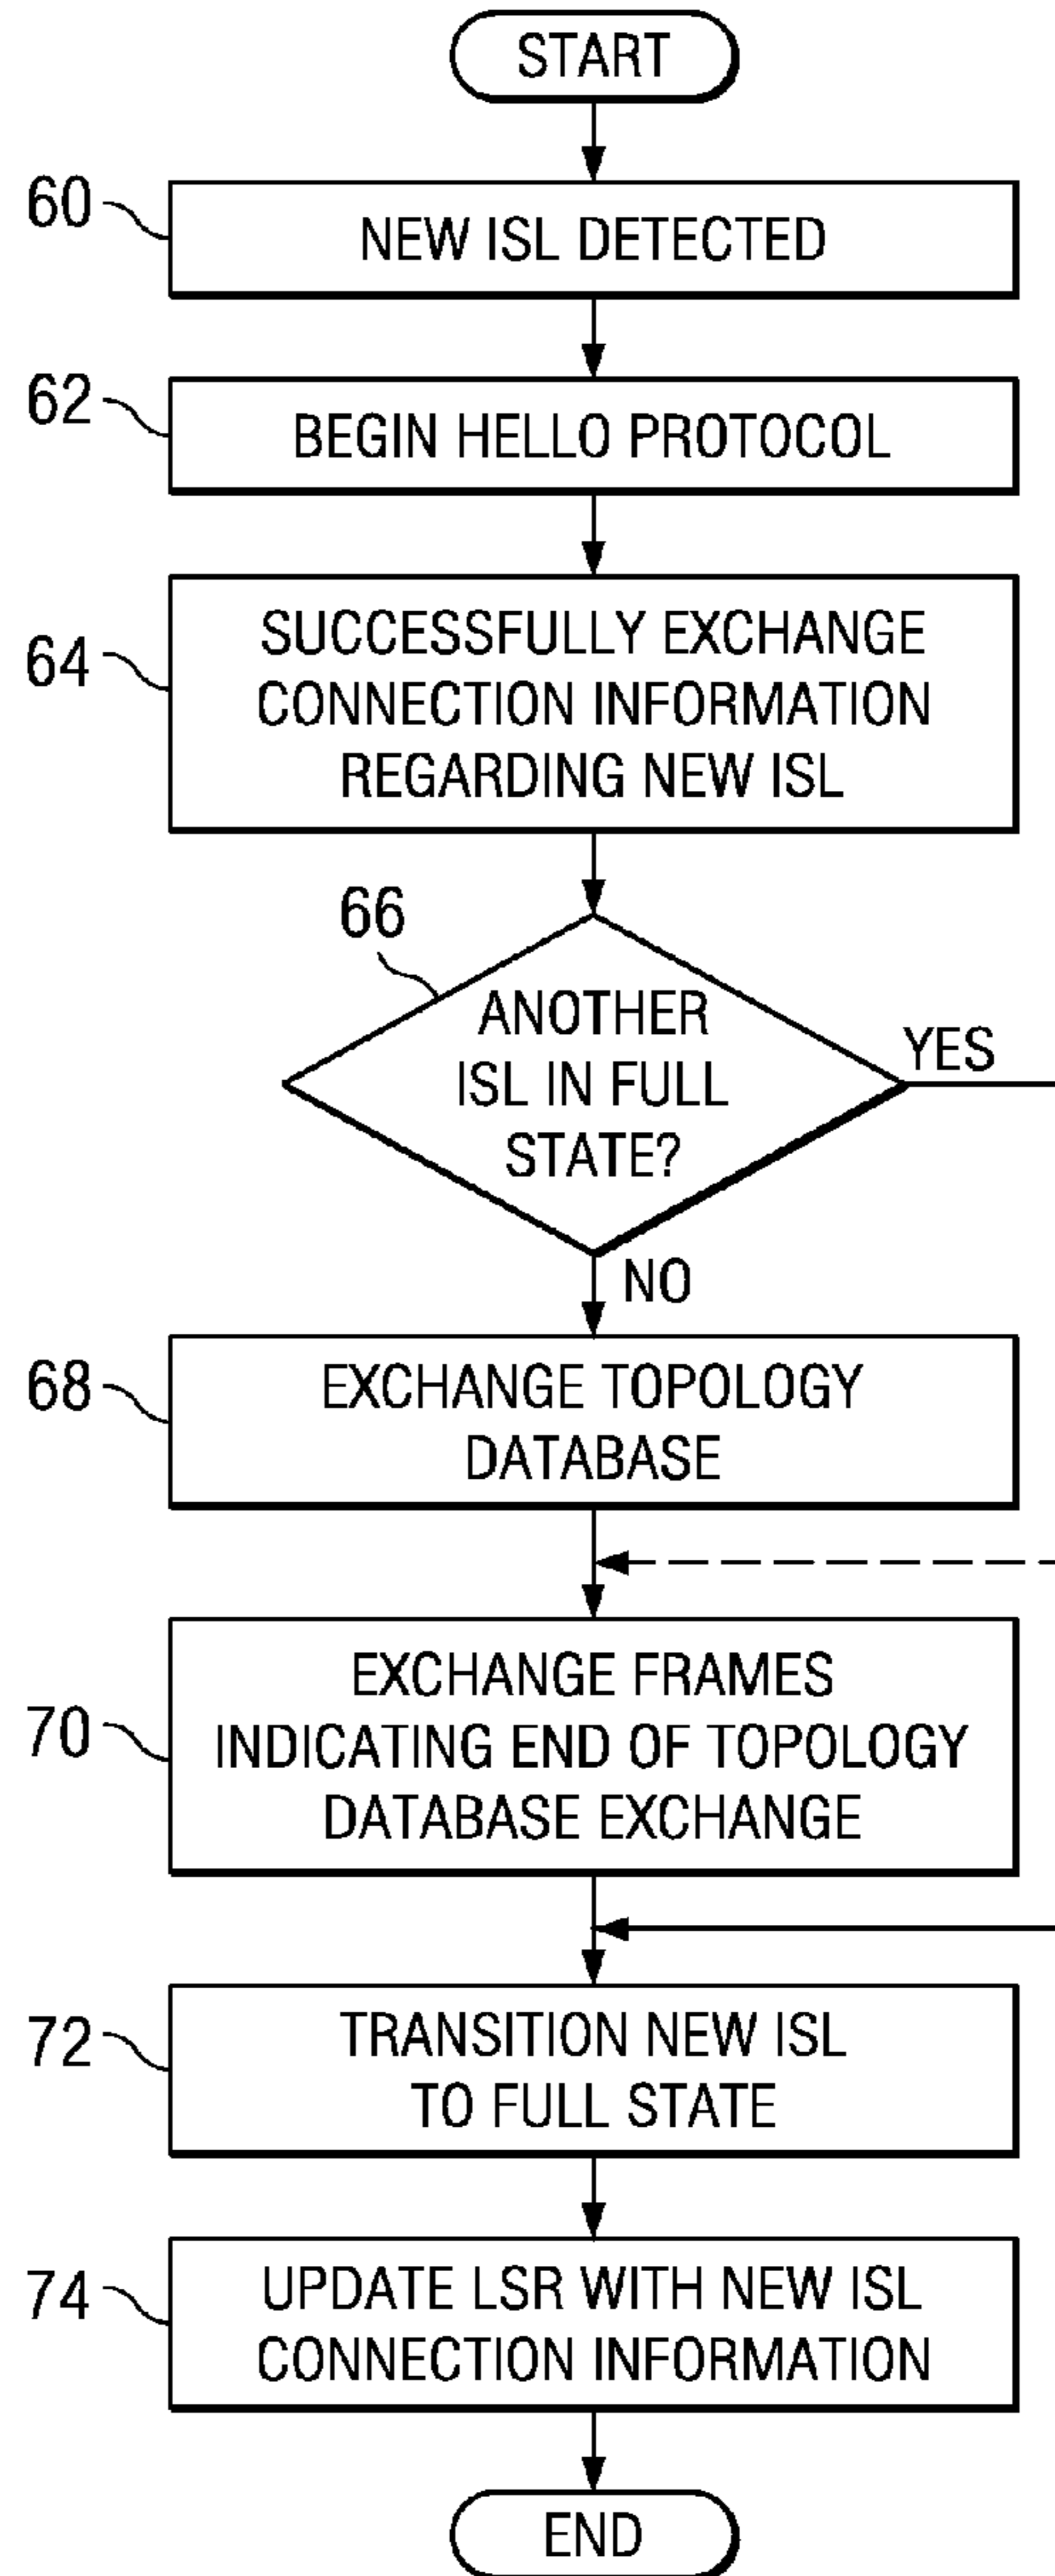 START
60
NEW ISL DETECTED
62
BEGIN HELLO PROTOCOL
64
SUCCESSFULLY EXCHANGE
CONNECTION INFORMATION
REGARDING NEW ISL
66
ANOTHER
ISL IN FULL
STATE?
YES
NO
68
EXCHANGE TOPOLOGY
DATABASE
70
EXCHANGE FRAMES
INDICATING END OF TOPOLOGY
DATABASE EXCHANGE
72
TRANSITION NEW ISL
TO FULL STATE
74
UPDATE LSR WITH NEW ISL
CONNECTION INFORMATION
END